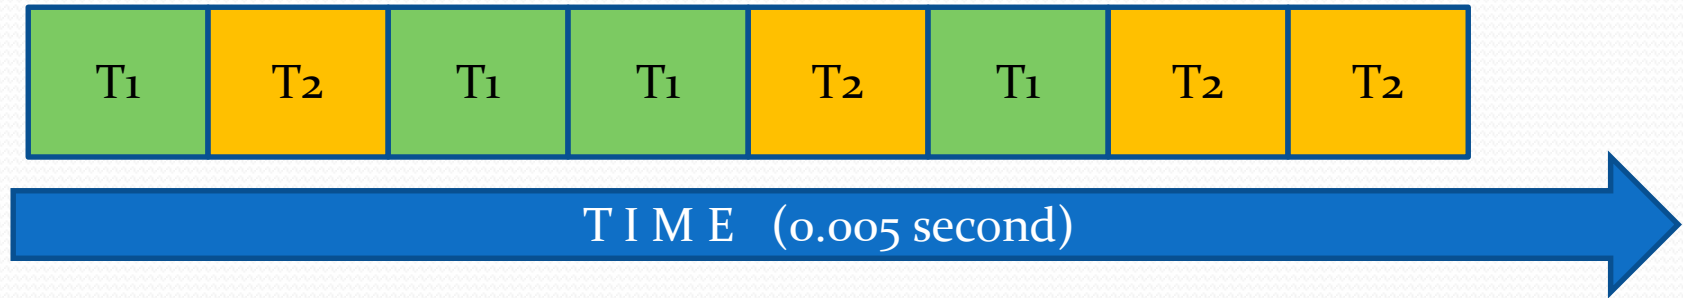 T1 T2 T1 T1 T2 T1 T2 T2
T I M E (0.005 second)